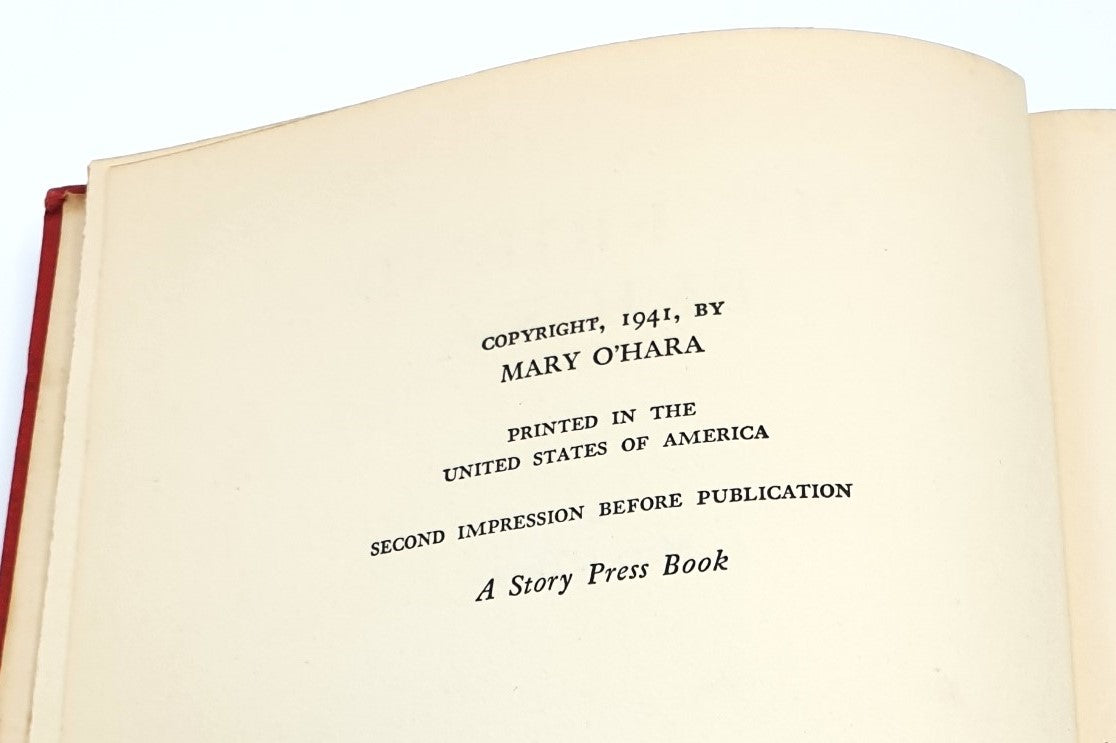 COPYRIGHT, 1941, BY
MARY O'HARA
PRINTED IN THE
UNITED STATES OF AMERICA
SECOND IMPRESSION BEFORE PUBLICATION
A Story Press Book